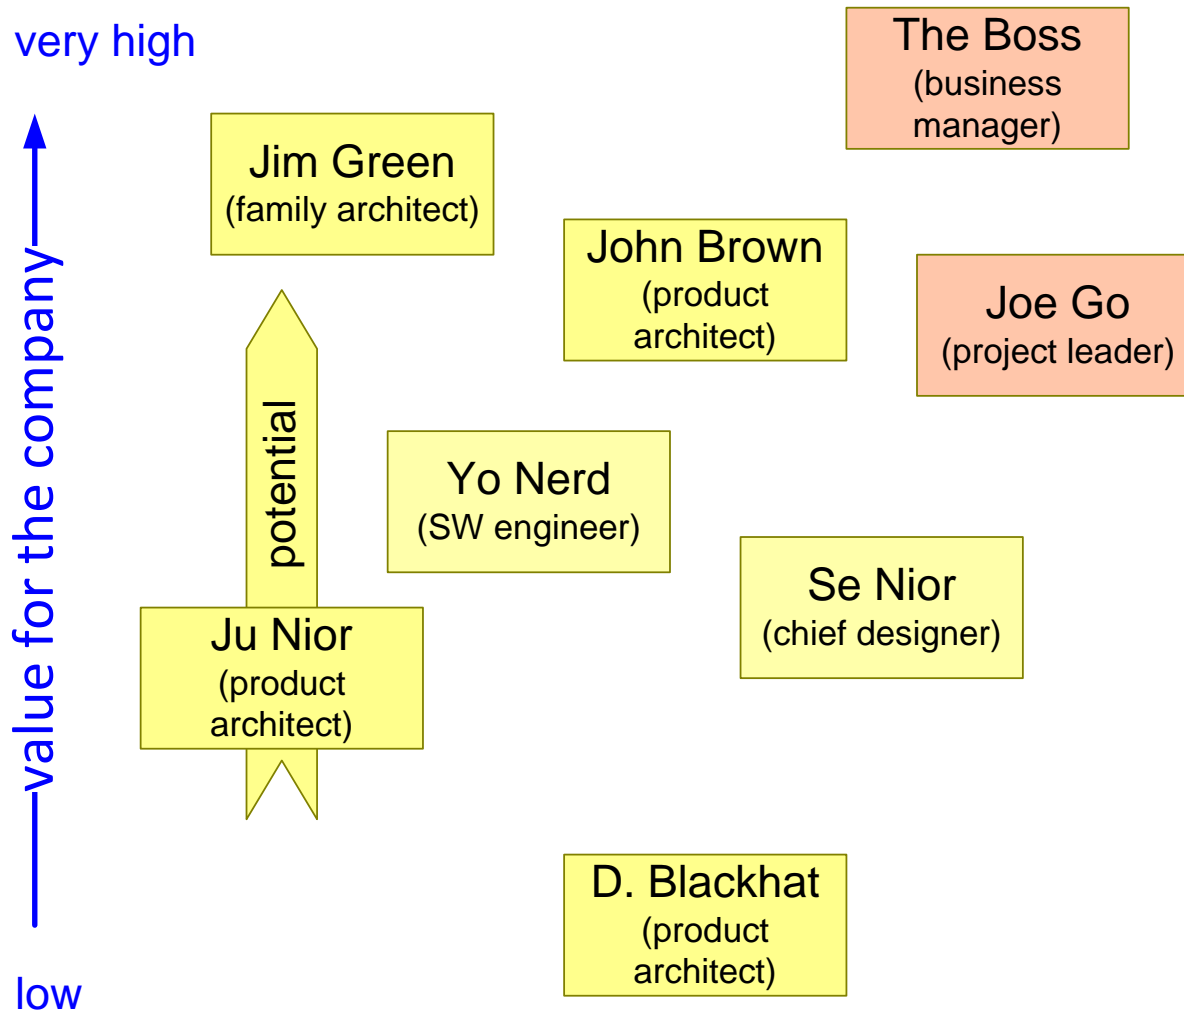 very high
The Boss
(business
manager)
Jim Green
(family architect)
John Brown
(product
architect)
Joe Go
(project leader)
value for the company
potential
Yo Nerd
(SW engineer)
Se Nior
(chief designer)
Ju Nior
(product
architect)
D. Blackhat
(product
architect)
low